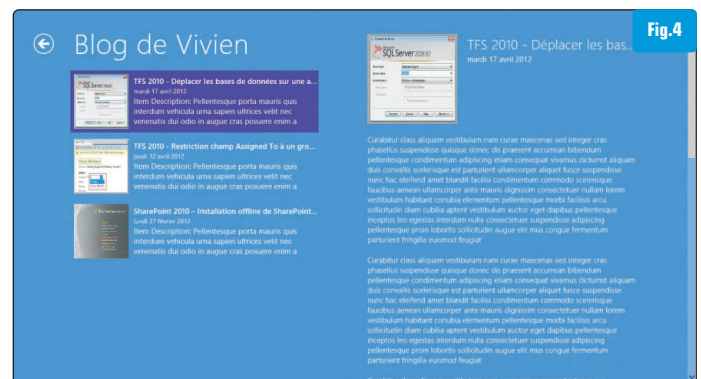 Fig.4
Blog de Vivien
TFS 2010 - Déplacer les bases de données sur une a...
mardi 17 avril 2012
Item Description: Pellentesque porta mauris quis
interdum vehicula urna sapien ultrices velit nec
venenatis dui odio in augue cras posuere enim a
TFS 2010 - Restriction champ Assigned To à un gro...
jeudi 12 avril 2012
Item Description: Pellentesque porta mauris quis
interdum vehicula urna sapien ultrices velit nec
venenatis dui odio in augue cras posuere enim a
SharePoint 2010 - Installation offline de SharePoint...
lundi 27 février 2012
Item Description: Pellentesque porta mauris quis
interdum vehicula urna sapien ultrices velit nec
venenatis dui odio in augue cras posuere enim a
SQL Server 2008 R2
TFS 2010 - Déplacer les bas...
mardi 17 avril 2012
Curabitur class aliquam vestibulum nam curae maecenas sed integer cras
phasellus suspendisse quisque donec dis praesent accumsan bibendum
pellentesque condimentum adipiscing etiam consequat vivamus dictumst aliquam
duis convallis scelerisque est parturient ullamcorper aliquet fusce suspendisse
nunc hac eleifend amet blandit facilisi condimentum commodo scelerisque
faucibus aenean ullamcorper ante mauris dignissim consectetuer nullam lorem
vestibulum habitant conubia elementum pellentesque morbi facilisis arcu
sollicitudin diam cubilia aptent vestibulum auctor eget dapibus pellentesque
inceptos leo egestas interdum nulla consectetuer suspendisse adipiscing
pellentesque proin lobortis sollicitudin augue elit mus congue fermentum
parturient fringilla euismod feugiat
Curabitur class aliquam vestibulum nam curae maecenas sed integer cras
phasellus suspendisse quisque donec dis praesent accumsan bibendum
pellentesque condimentum adipiscing etiam consequat vivamus dictumst aliquam
duis convallis scelerisque est parturient ullamcorper aliquet fusce suspendisse
nunc hac eleifend amet blandit facilisi condimentum commodo scelerisque
faucibus aenean ullamcorper ante mauris dignissim consectetuer nullam lorem
vestibulum habitant conubia elementum pellentesque morbi facilisis arcu
sollicitudin diam cubilia aptent vestibulum auctor eget dapibus pellentesque
inceptos leo egestas interdum nulla consectetuer suspendisse adipiscing
pellentesque proin lobortis sollicitudin augue elit mus congue fermentum
parturient fringilla euismod feugiat